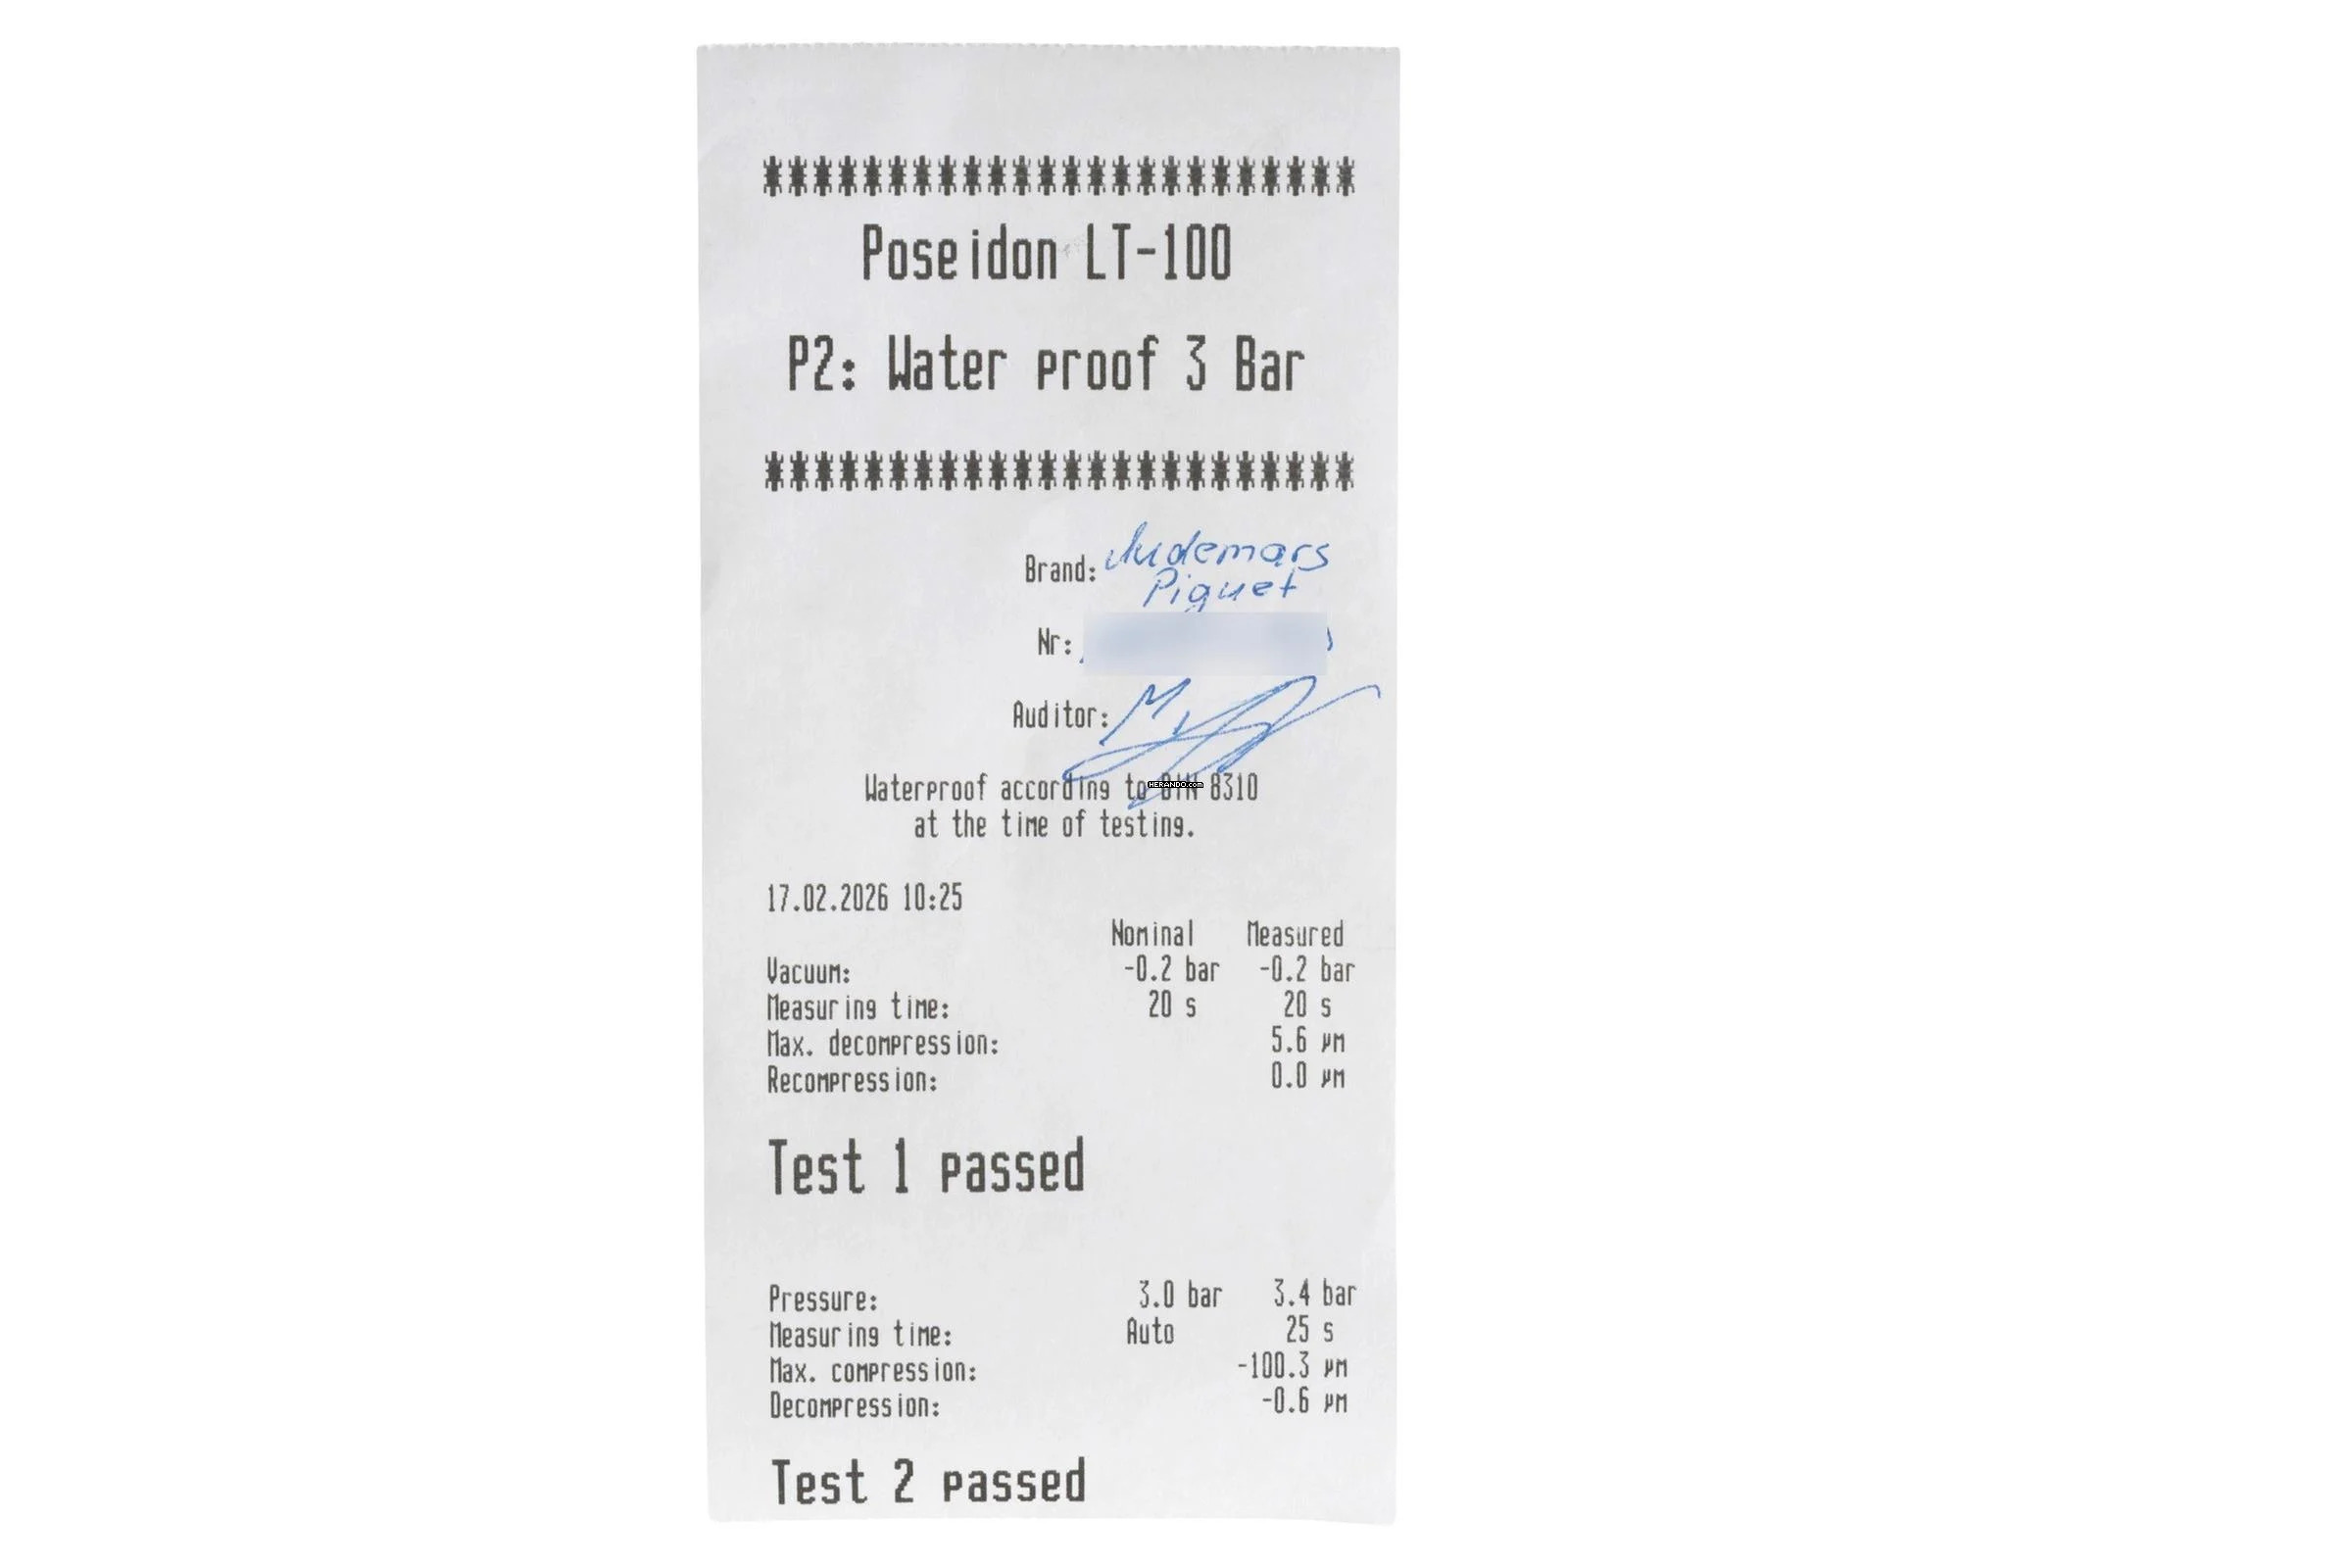 ************************
Poseidon LT-100
P2: Water proof 3 Bar
************************
Brand: Audemars
Piguet
Nr:
Auditor:
Waterproof according to DIN 8310
HERANDO.com
at the time of testing.
17.02.2026 10:25
Nominal Measured
Vacuum: -0.2 bar -0.2 bar
Measuring time: 20 s 20 s
Max. decompression: 5.6 µm
Recompression: 0.0 µm
Test 1 passed
Pressure: 3.0 bar 3.4 bar
Measuring time: Auto 25 s
Max. compression: -100.3 µm
Decompression: -0.6 µm
Test 2 passed